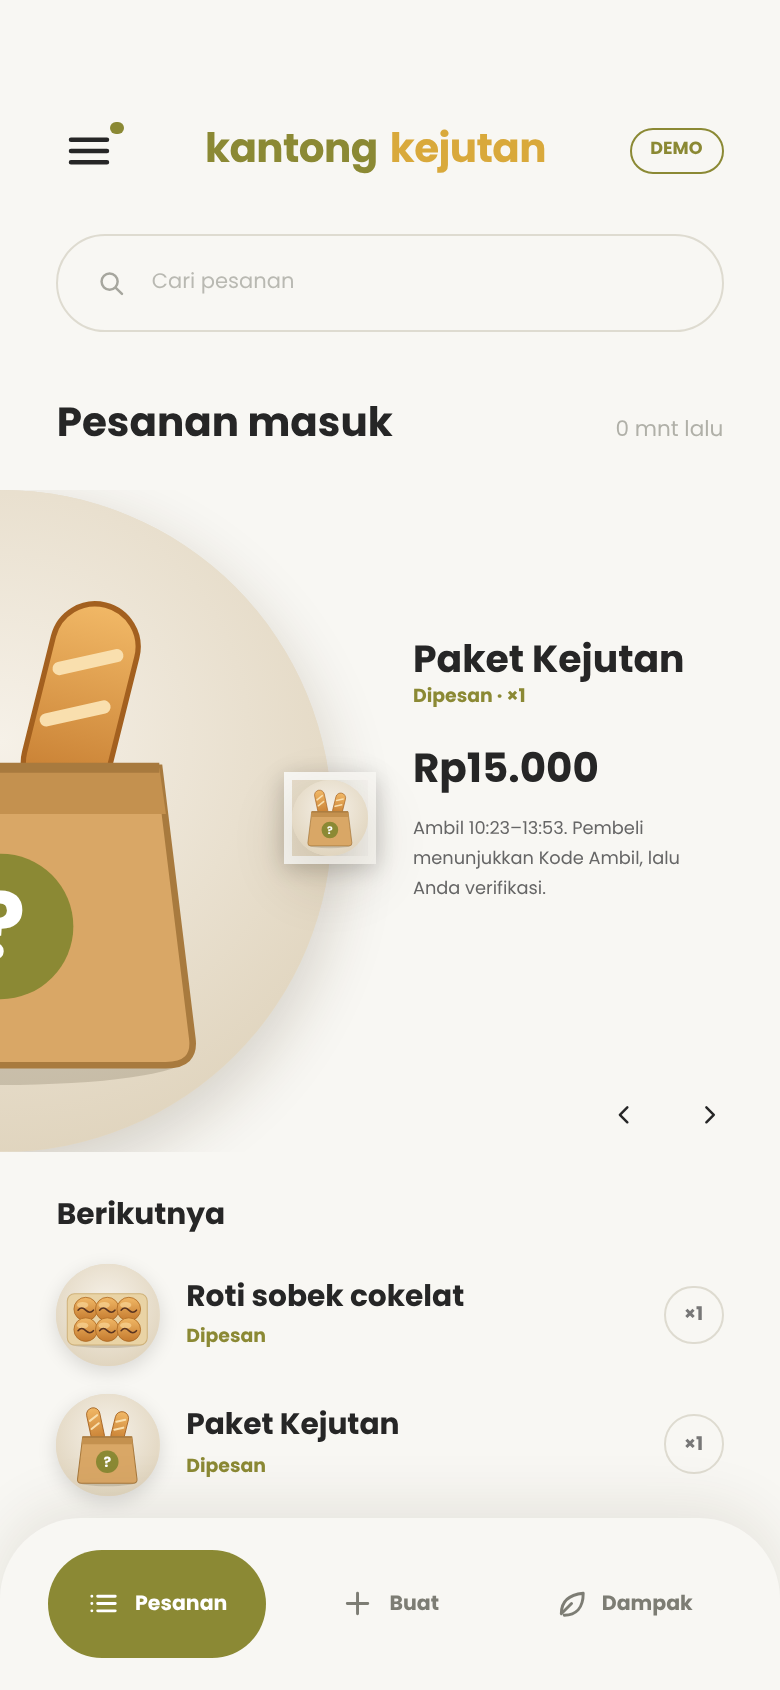 kantong kejutan
DEMO
Cari pesanan
Pesanan masuk
0 mnt lalu
?
?
Paket Kejutan
Dipesan · ×1
Rp15.000
Ambil 10:23–13:53. Pembeli
menunjukkan Kode Ambil, lalu
Anda verifikasi.
Berikutnya
Roti sobek cokelat
Dipesan
×1
Paket Kejutan
Dipesan
×1
?
Pesanan
Buat
Dampak